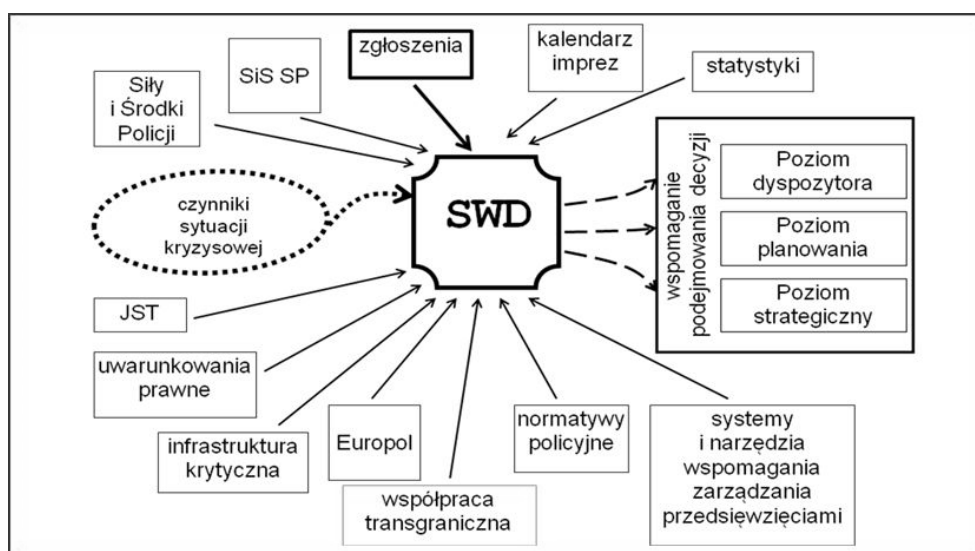 zgłoszenia
kalendarz
imprez
statystyki
SiS SP
Siły
i Środki
Policji
czynniki
sytuacji
kryzysowej
SWD
wspomaganie
podejmowania decyzji
Poziom
dyspozytora
Poziom
planowania
Poziom
strategiczny
JST
uwarunkowania
prawne
infrastruktura
krytyczna
Europol
współpraca
transgraniczna
normatywy
policyjne
systemy
i narzędzia
wspomagania
zarządzania
przedsięwzięciami